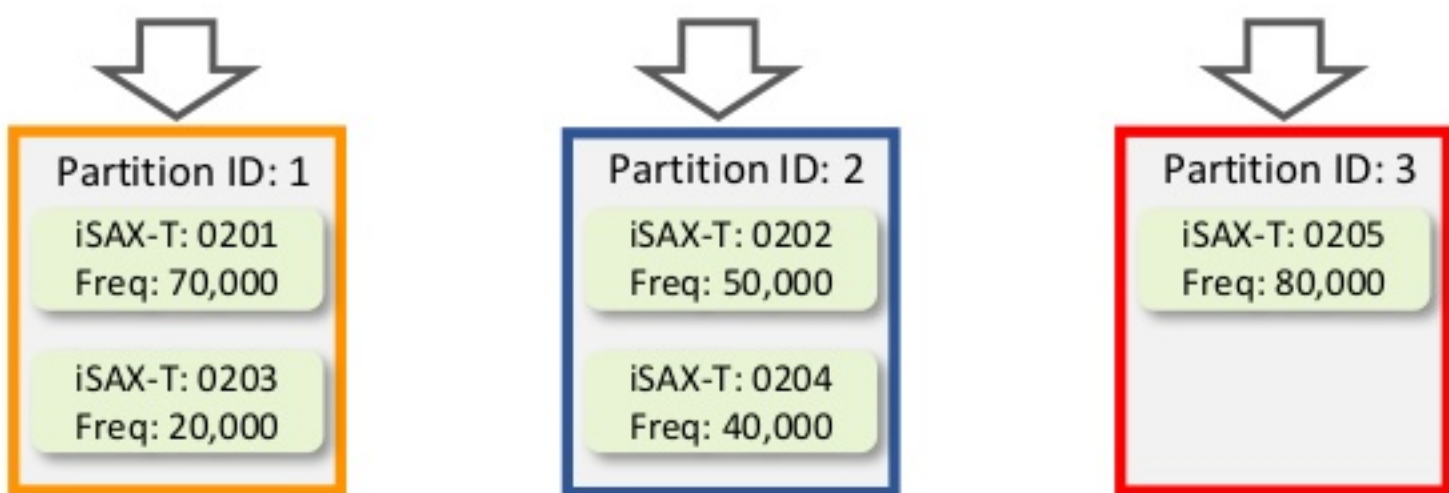 Partition ID: 1
iSAX-T: 0201
Freq: 70,000
iSAX-T: 0203
Freq: 20,000
Partition ID: 2
iSAX-T: 0202
Freq: 50,000
iSAX-T: 0204
Freq: 40,000
Partition ID: 3
iSAX-T: 0205
Freq: 80,000